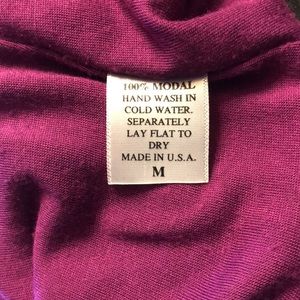 100% MODAL
HAND WASH IN
COLD WATER.
SEPARATELY
LAY FLAT TO
DRY
MADE IN U.S.A.
M